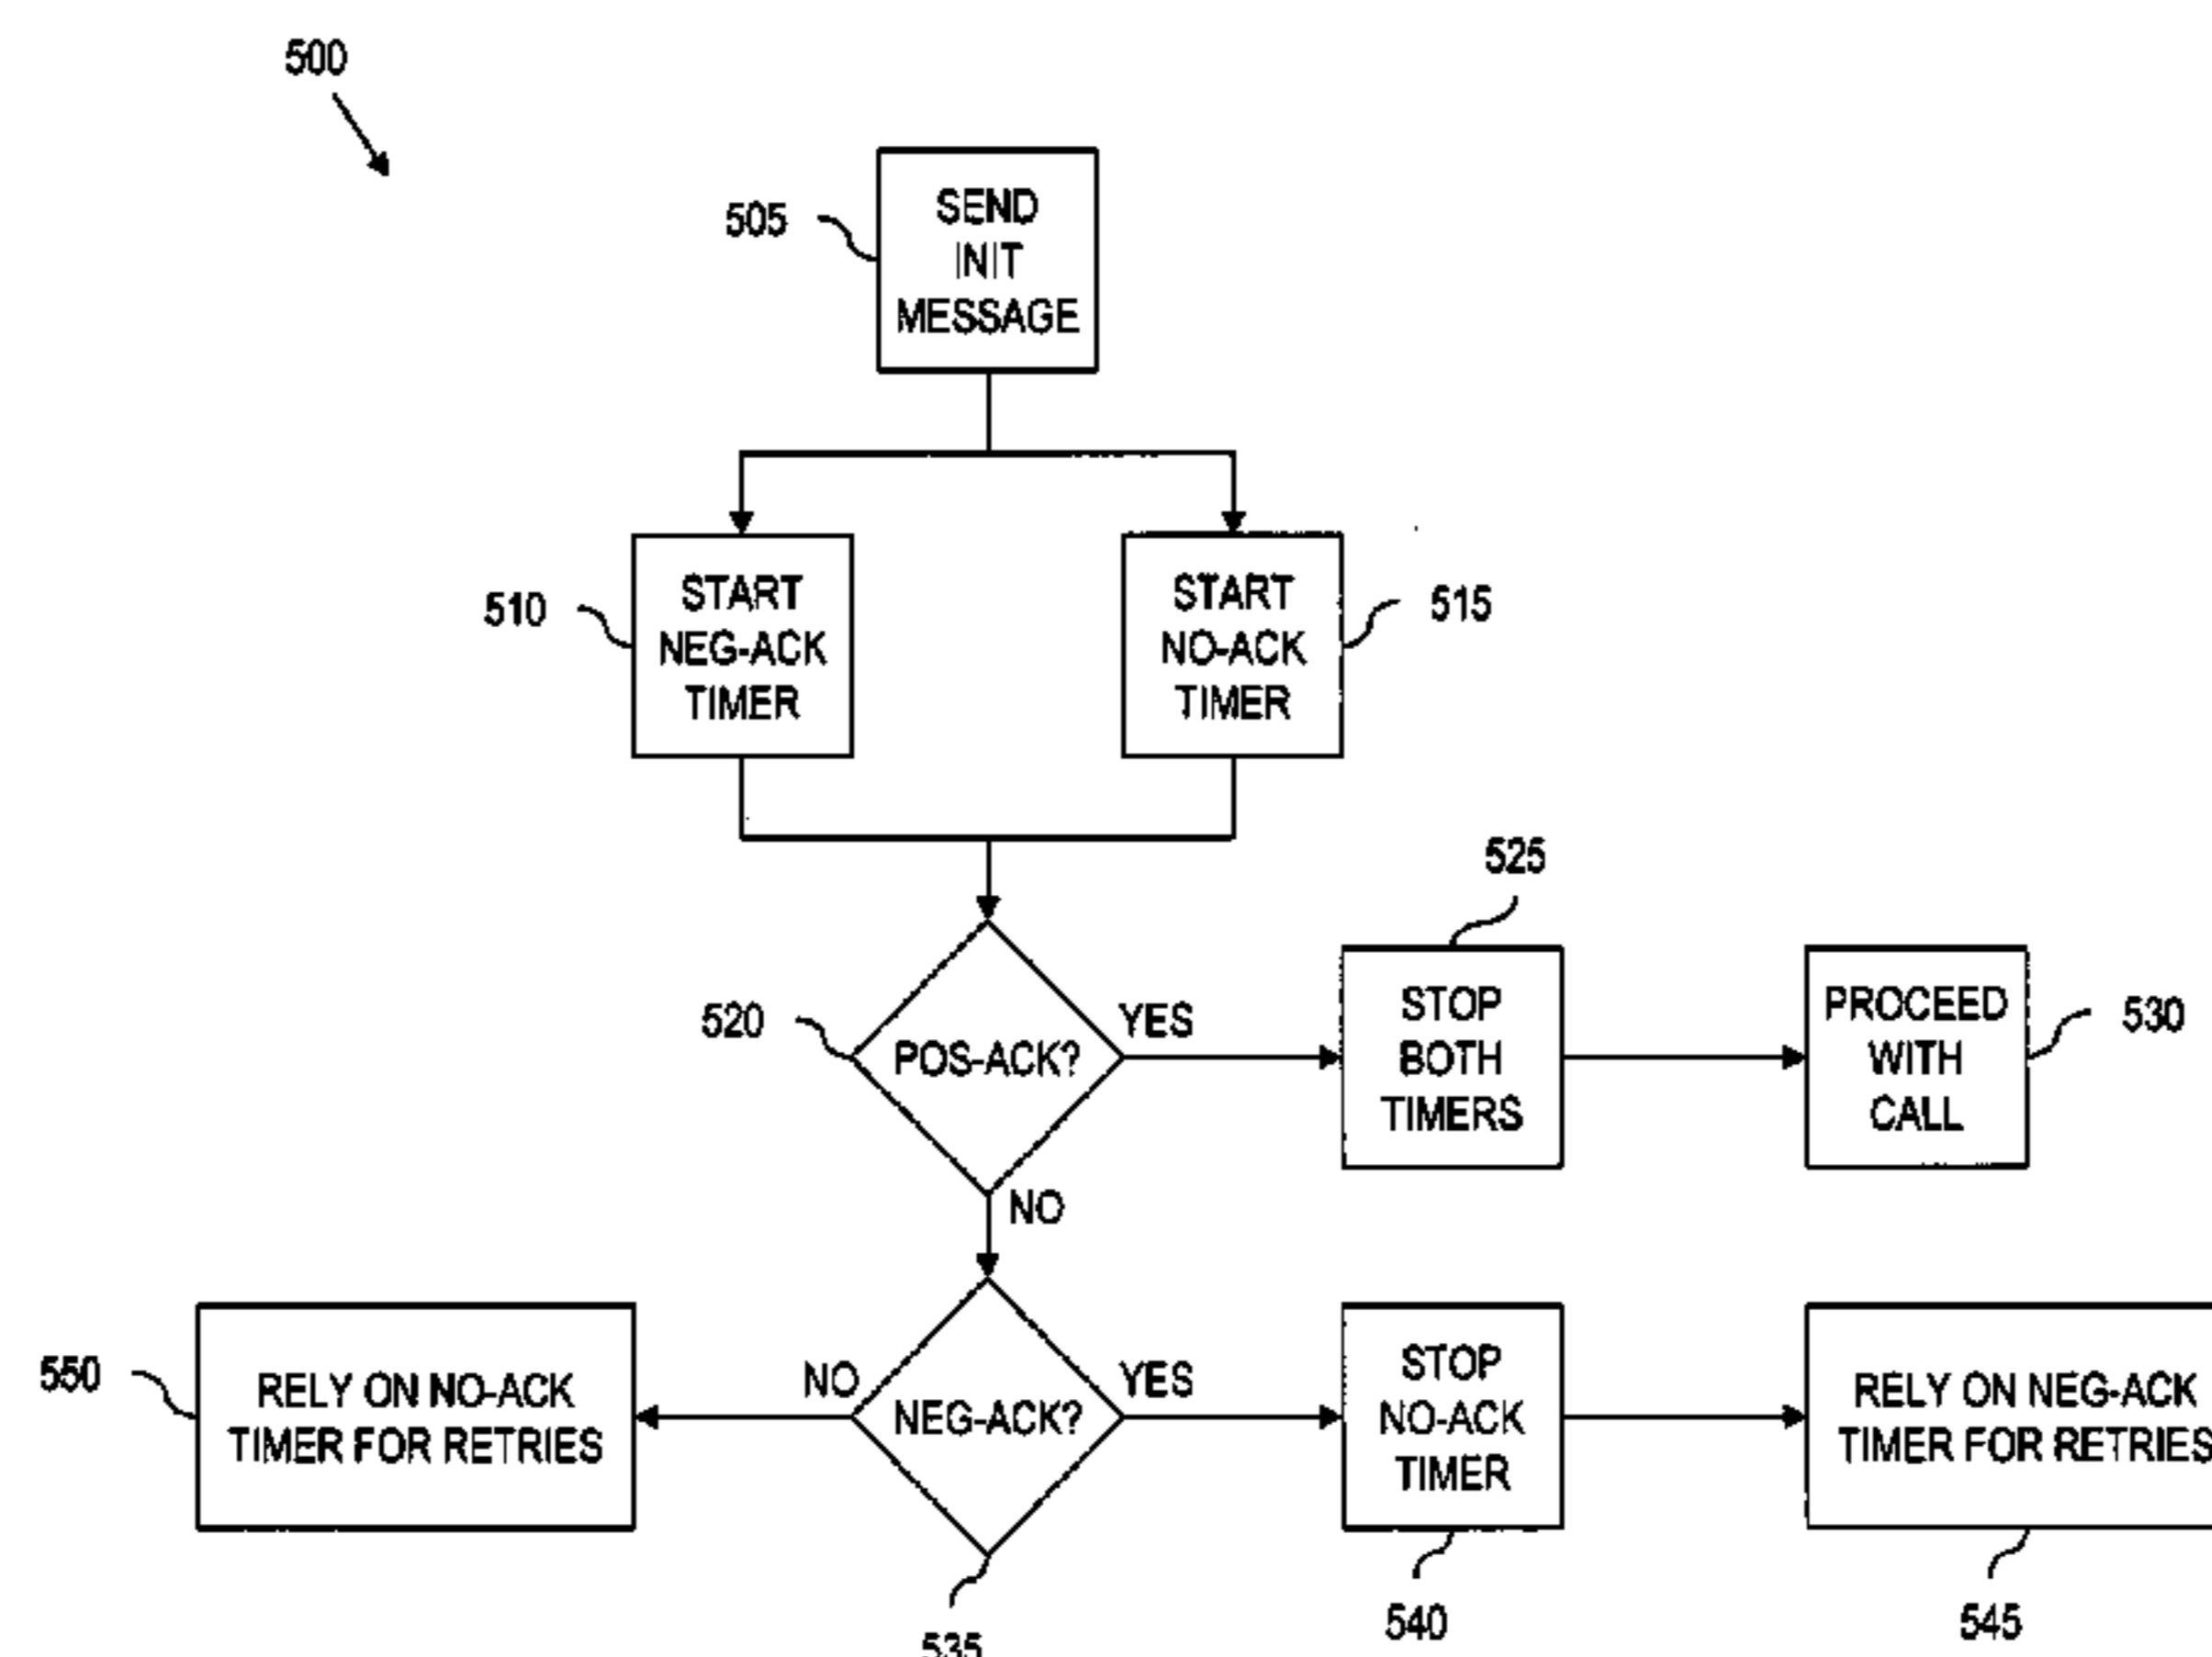 500
505
SEND
INIT
MESSAGE
510
START
NEG-ACK
TIMER
START
NO-ACK
TIMER
515
520
POS-ACK?
YES
NO
525
STOP
BOTH
TIMERS
PROCEED
WITH
CALL
530
550
RELY ON NO-ACK
TIMER FOR RETRIES
NO
NEG-ACK?
YES
535
STOP
NO-ACK
TIMER
540
RELY ON NEG-ACK
TIMER FOR RETRIES
545